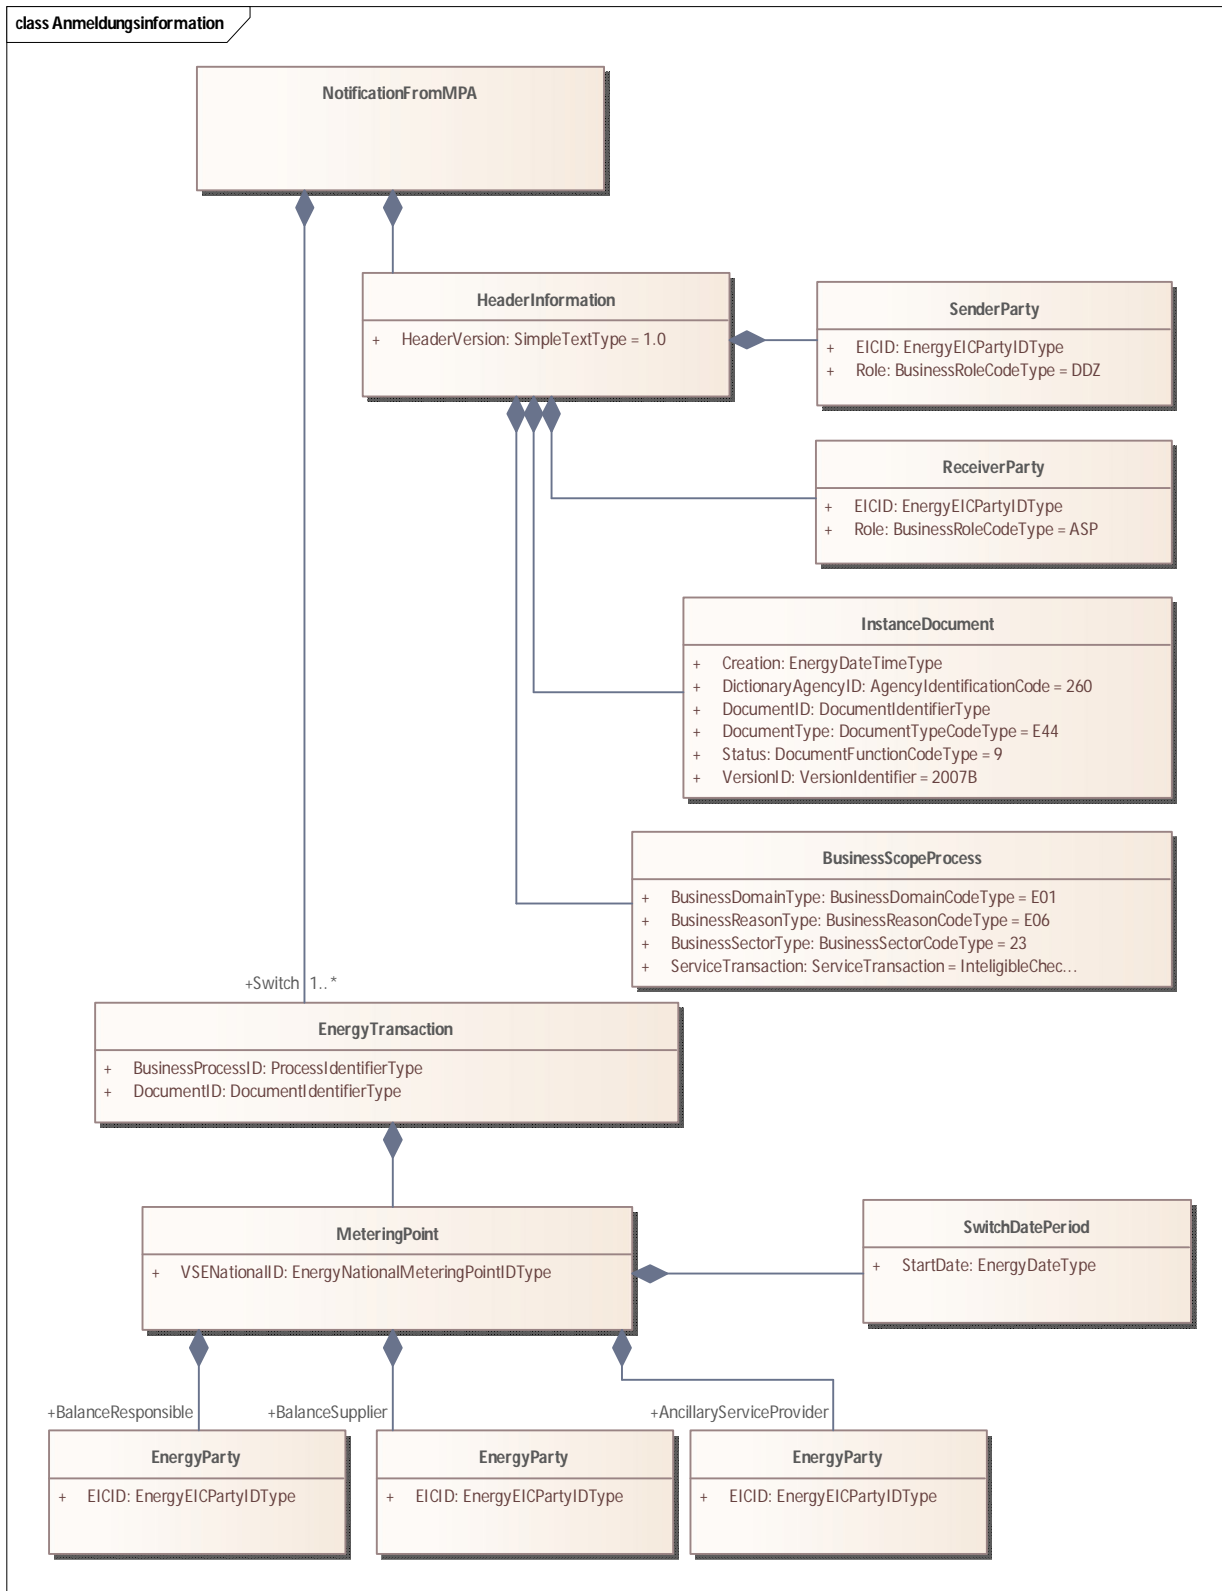 class Anmeldungsinformation
NotificationFromMPA
HeaderInformation
+ HeaderVersion: SimpleTextType = 1.0
SenderParty
+ EICID: EnergyEICPartyIDType
+ Role: BusinessRoleCodeType = DDZ
ReceiverParty
+ EICID: EnergyEICPartyIDType
+ Role: BusinessRoleCodeType = ASP
InstanceDocument
+ Creation: EnergyDateTimeType
+ DictionaryAgencyID: AgencyIdentificationCode = 260
+ DocumentID: DocumentIdentifierType
+ DocumentType: DocumentTypeCodeType = E44
+ Status: DocumentFunctionCodeType = 9
+ VersionID: VersionIdentifier = 2007B
BusinessScopeProcess
+ BusinessDomainType: BusinessDomainCodeType = E01
+ BusinessReasonType: BusinessReasonCodeType = E06
+ BusinessSectorType: BusinessSectorCodeType = 23
+ ServiceTransaction: ServiceTransaction = InteligibleChec...
+Switch 1..*
EnergyTransaction
+ BusinessProcessID: ProcessIdentifierType
+ DocumentID: DocumentIdentifierType
MeteringPoint
+ VSENationalID: EnergyNationalMeteringPointIDType
SwitchDatePeriod
+ StartDate: EnergyDateType
+BalanceResponsible
+BalanceSupplier
+AncillaryServiceProvider
EnergyParty
+ EICID: EnergyEICPartyIDType
EnergyParty
+ EICID: EnergyEICPartyIDType
EnergyParty
+ EICID: EnergyEICPartyIDType